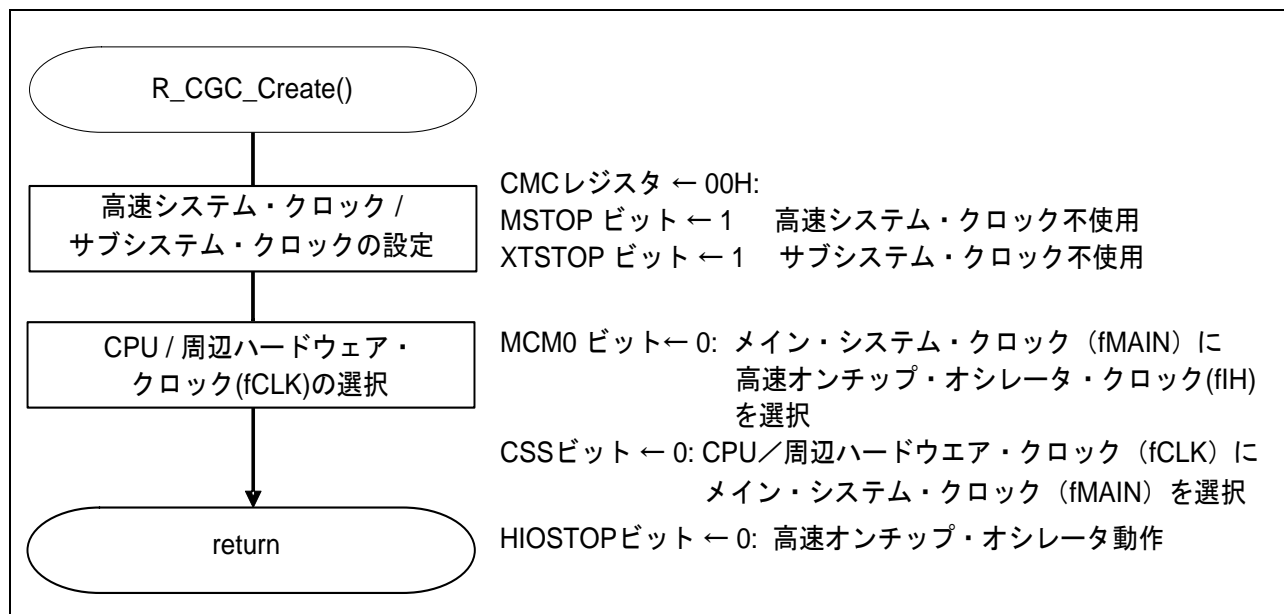 R_CGC_Create()
高速システム・クロック /
サブシステム・クロックの設定
CMCレジスタ ← 00H:
MSTOP ビット ← 1 高速システム・クロック不使用
XTSTOP ビット ← 1 サブシステム・クロック不使用
CPU / 周辺ハードウェア・
クロック(fCLK)の選択
MCM0 ビット← 0: メイン・システム・クロック（fMAIN）に
高速オンチップ・オシレータ・クロック(fIH)
を選択
CSSビット ← 0: CPU／周辺ハードウエア・クロック（fCLK）に
メイン・システム・クロック（fMAIN）を選択
return
HIOSTOPビット ← 0: 高速オンチップ・オシレータ動作